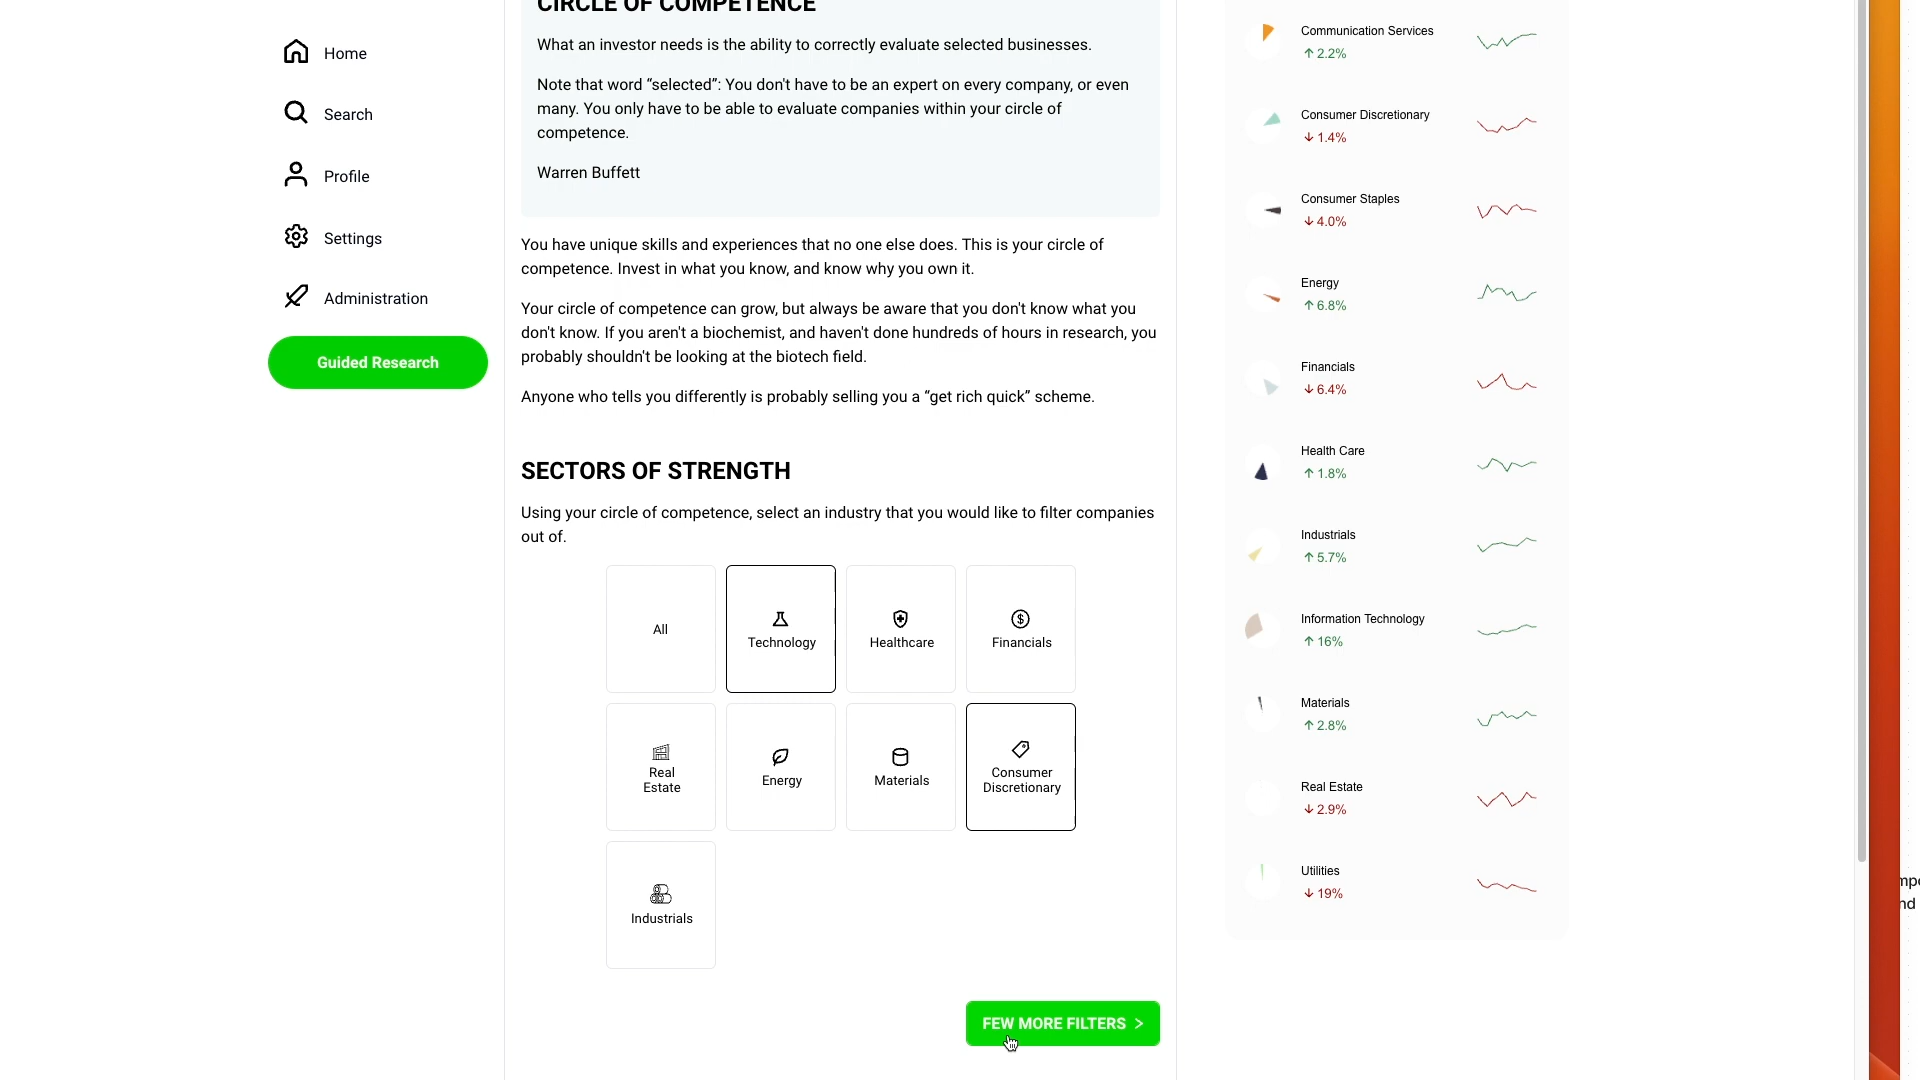 Home
Search
Profile
Settings
Administration
Guided Research
CIRCLE OF COMPETENCE
What an investor needs is the ability to correctly evaluate selected businesses.
Note that word “selected”: You don't have to be an expert on every company, or even
many. You only have to be able to evaluate companies within your circle of
competence.
Warren Buffett
You have unique skills and experiences that no one else does. This is your circle of
competence. Invest in what you know, and know why you own it.
Your circle of competence can grow, but always be aware that you don't know what you
don't know. If you aren't a biochemist, and haven't done hundreds of hours in research, you
probably shouldn't be looking at the biotech field.
Anyone who tells you differently is probably selling you a “get rich quick” scheme.
SECTORS OF STRENGTH
Using your circle of competence, select an industry that you would like to filter companies
out of.
All
Technology
Healthcare
Financials
Real
Estate
Energy
Materials
Consumer
Discretionary
Industrials
FEW MORE FILTERS >
Communication Services
↑ 2.2%
Consumer Discretionary
↓ 1.4%
Consumer Staples
↓ 4.0%
Energy
↑ 6.8%
Financials
↓ 6.4%
Health Care
↑ 1.8%
Industrials
↑ 5.7%
Information Technology
↑ 16%
Materials
↑ 2.8%
Real Estate
↓ 2.9%
Utilities
↓ 19%